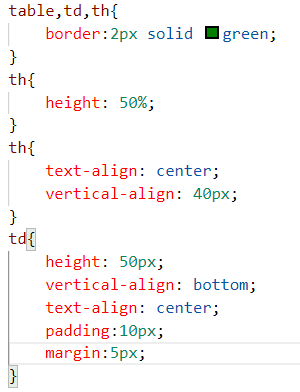 table,td,th{
border:2px solid green;
}
th{
height: 50%;
}
th{
text-align: center;
vertical-align: 40px;
}
td{
height: 50px;
vertical-align: bottom;
text-align: center;
padding:10px;
margin:5px;
}